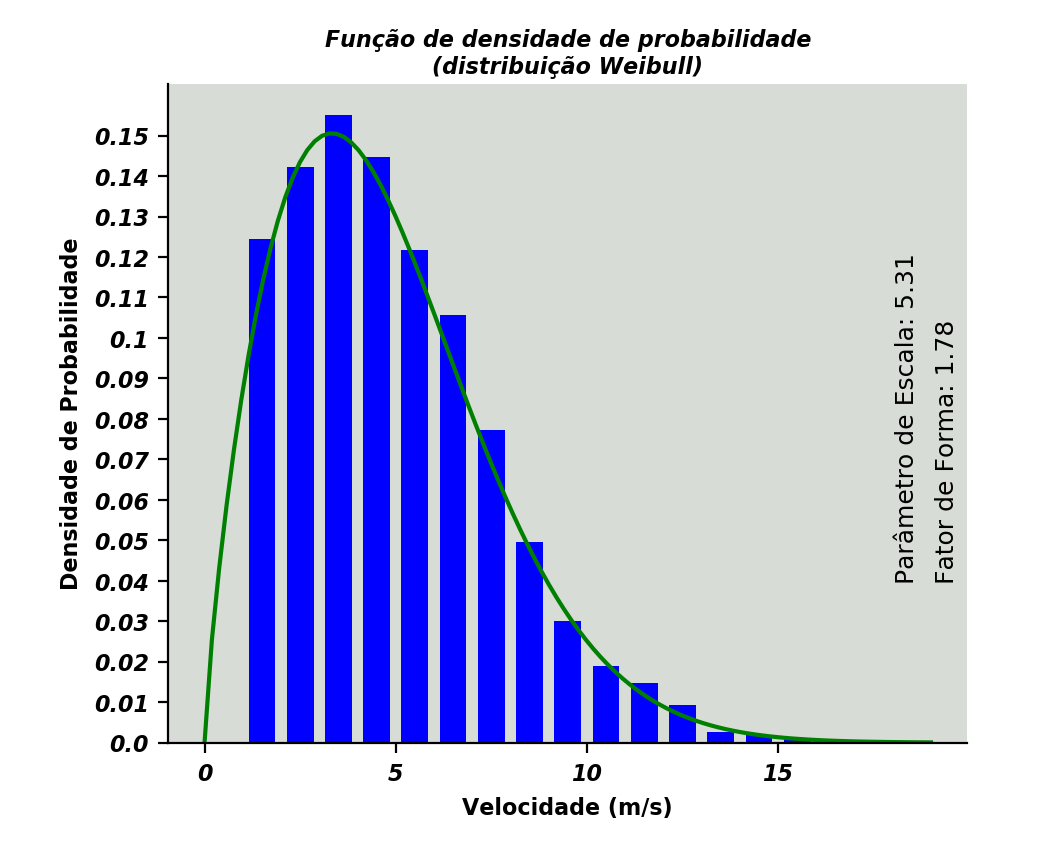 Função de densidade de probabilidade
(distribuição Weibull)
Densidade de Probabilidade
0.15
0.14
0.13
0.12
0.11
0.1
0.09
0.08
0.07
0.06
0.05
0.04
0.03
0.02
0.01
0.0
Parâmetro de Escala: 5.31
Fator de Forma: 1.78
0 5 10 15
Velocidade (m/s)